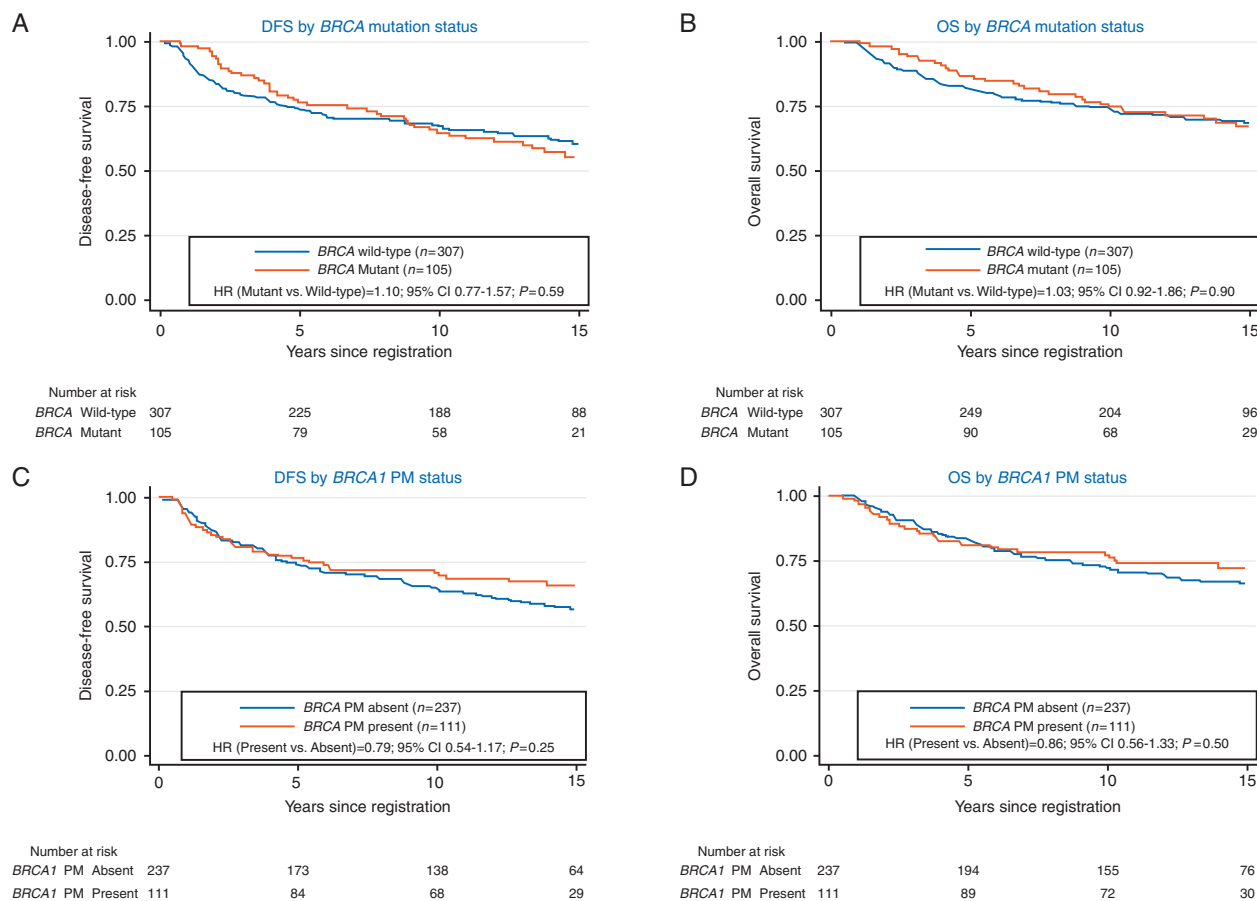 A
DFS by BRCA mutation status
1.00
0.75
0.50
0.25
0.00
Disease-free survival
BRCA wild-type (n=307)
BRCA Mutant (n=105)
HR (Mutant vs. Wild-type)=1.10; 95% CI 0.77-1.57; P=0.59
0 5 10 15
Years since registration
Number at risk
BRCA Wild-type 307 225 188 88
BRCA Mutant 105 79 58 21
B
OS by BRCA mutation status
1.00
0.75
0.50
0.25
0.00
Overall survival
BRCA wild-type (n=307)
BRCA mutant (n=105)
HR (Mutant vs. Wild-type)=1.03; 95% CI 0.92-1.86; P=0.90
0 5 10 15
Years since registration
Number at risk
BRCA Wild-type 307 249 204 96
BRCA Mutant 105 90 68 29
C
DFS by BRCA1 PM status
1.00
0.75
0.50
0.25
0.00
Disease-free survival
BRCA PM absent (n=237)
BRCA PM present (n=111)
HR (Present vs. Absent)=0.79; 95% CI 0.54-1.17; P=0.25
0 5 10 15
Years since registration
Number at risk
BRCA1 PM Absent 237 173 138 64
BRCA1 PM Present 111 84 68 29
D
OS by BRCA1 PM status
1.00
0.75
0.50
0.25
0.00
Overall survival
BRCA PM absent (n=237)
BRCA PM present (n=111)
HR (Present vs. Absent)=0.86; 95% CI 0.56-1.33; P=0.50
0 5 10 15
Years since registration
Number at risk
BRCA1 PM Absent 237 194 155 76
BRCA1 PM Present 111 89 72 30